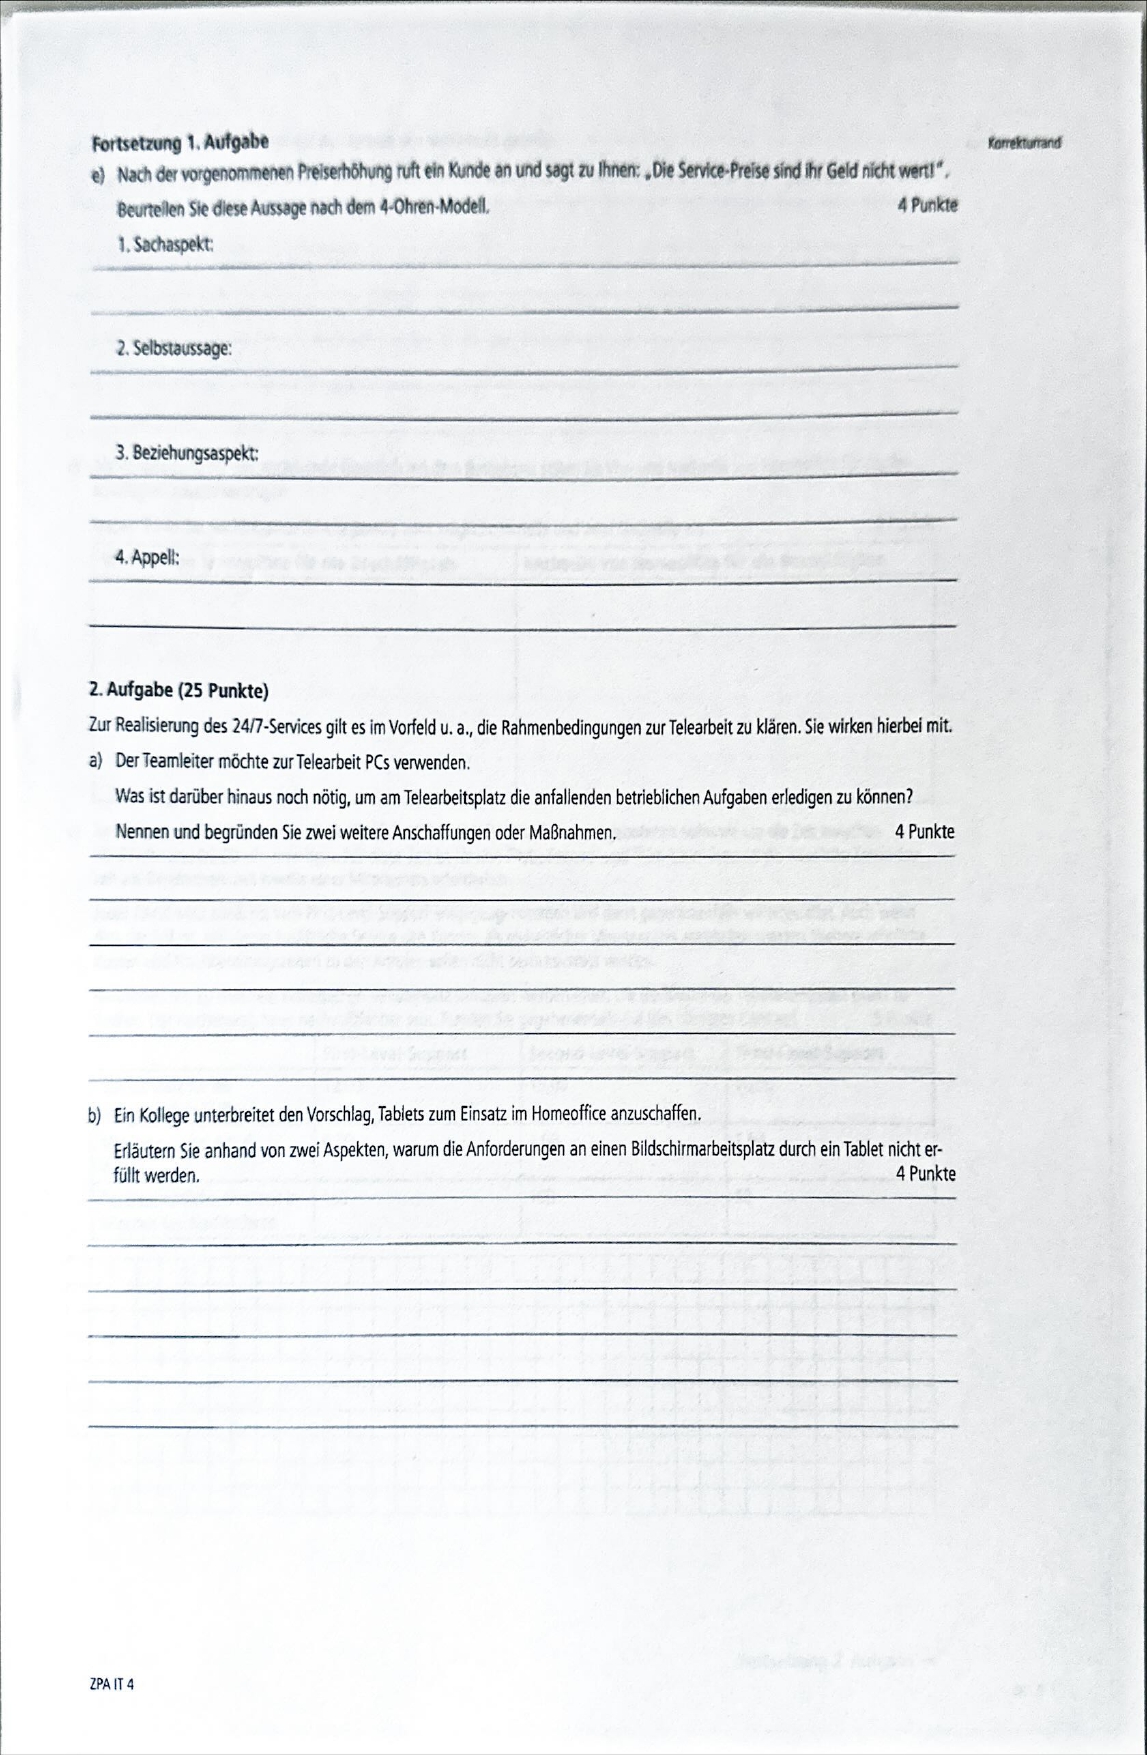 Fortsetzung 1. Aufgabe
Korrekturrand
e) Nach der vorgenommenen Preiserhöhung ruft ein Kunde an und sagt zu Ihnen: „Die Service-Preise sind ihr Geld nicht wert!“.
Beurteilen Sie diese Aussage nach dem 4-Ohren-Modell. 4 Punkte
1. Sachaspekt:
2. Selbstaussage:
3. Beziehungsaspekt:
4. Appell:
2. Aufgabe (25 Punkte)
Zur Realisierung des 24/7-Services gilt es im Vorfeld u. a., die Rahmenbedingungen zur Telearbeit zu klären. Sie wirken hierbei mit.
a) Der Teamleiter möchte zur Telearbeit PCs verwenden.
Was ist darüber hinaus noch nötig, um am Telearbeitsplatz die anfallenden betrieblichen Aufgaben erledigen zu können?
Nennen und begründen Sie zwei weitere Anschaffungen oder Maßnahmen. 4 Punkte
b) Ein Kollege unterbreitet den Vorschlag, Tablets zum Einsatz im Homeoffice anzuschaffen.
Erläutern Sie anhand von zwei Aspekten, warum die Anforderungen an einen Bildschirmarbeitsplatz durch ein Tablet nicht er-
füllt werden. 4 Punkte
ZPA IT 4